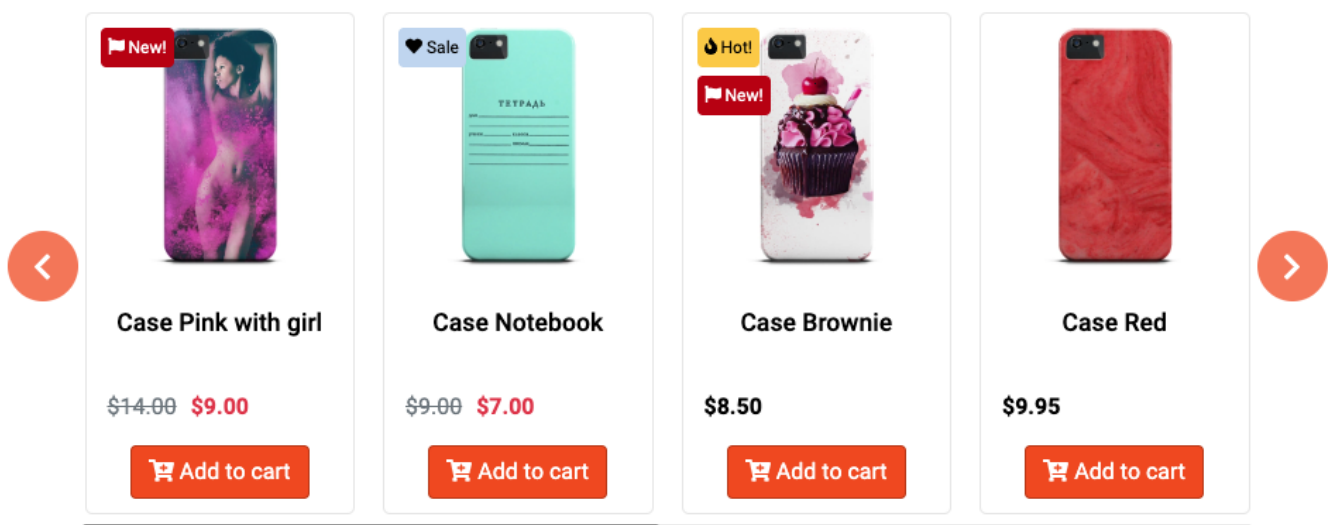 New!
Case Pink with girl
$14.00 $9.00
Add to cart
Sale
ТЕТРАДЬ
Case Notebook
$9.00 $7.00
Add to cart
Hot!
New!
Case Brownie
$8.50
Add to cart
Case Red
$9.95
Add to cart